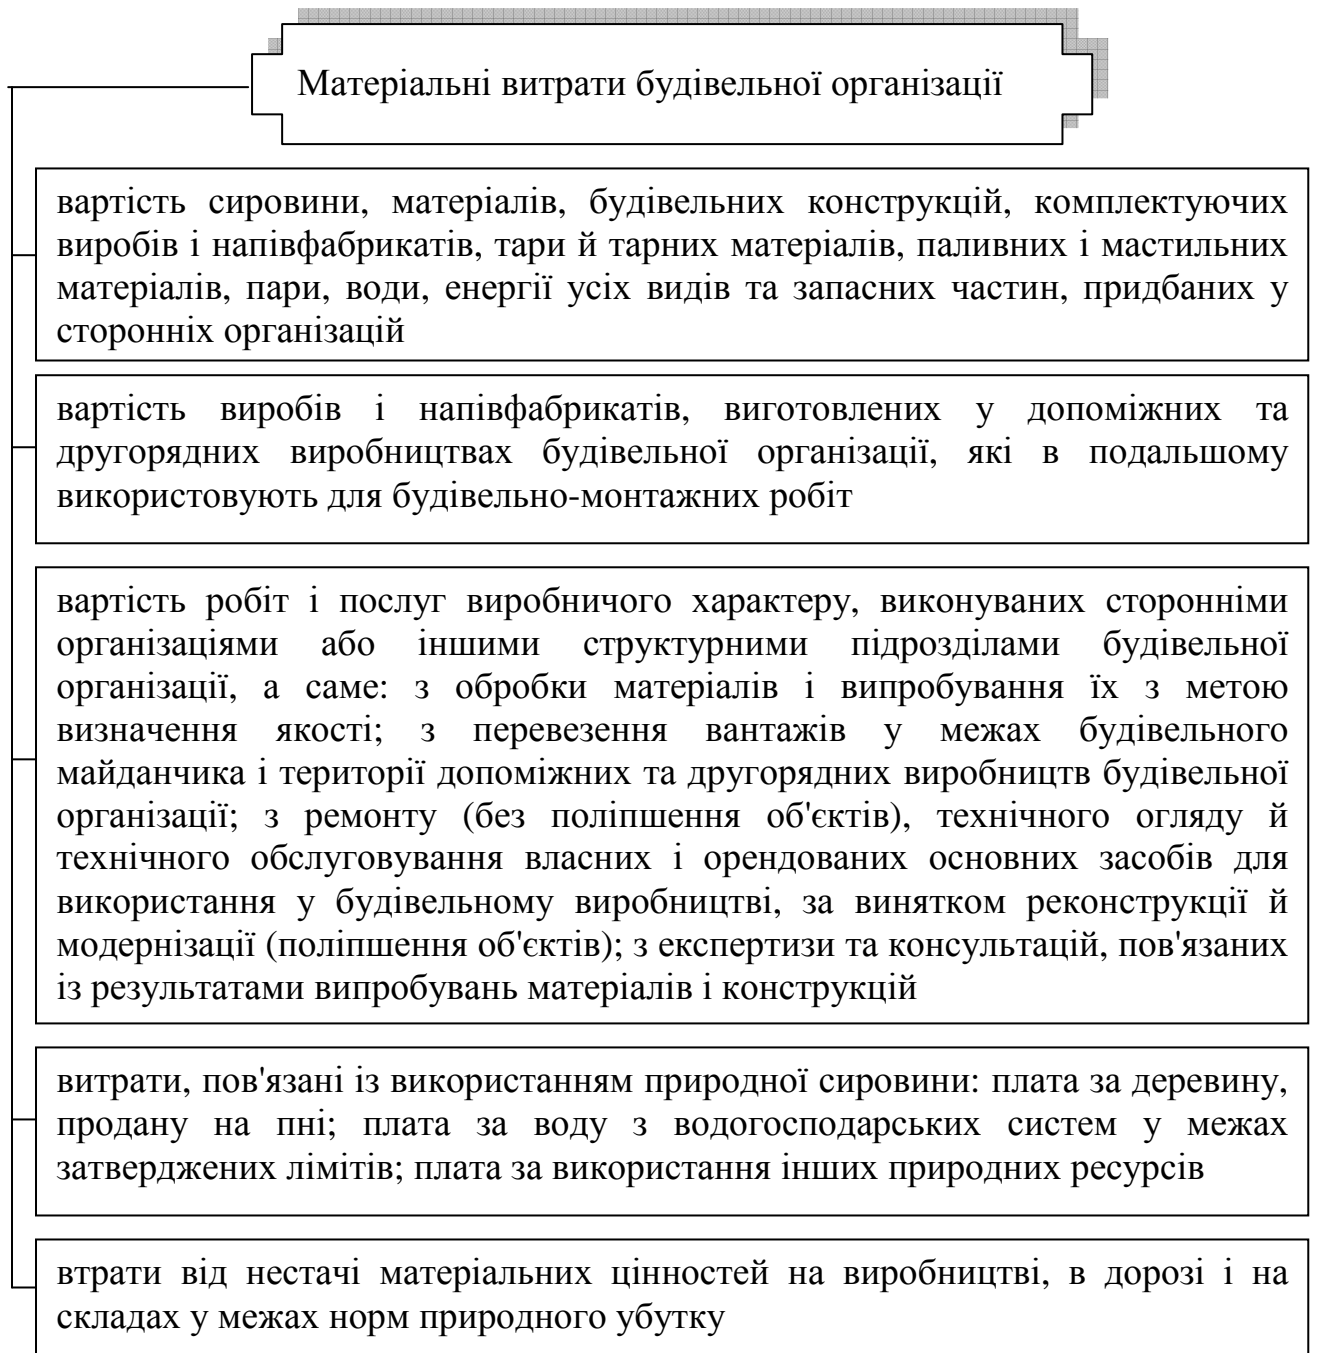 Матеріальні витрати будівельної організації
вартість сировини, матеріалів, будівельних конструкцій, комплектуючих
виробів і напівфабрикатів, тари й тарних матеріалів, паливних і мастильних
матеріалів, пари, води, енергії усіх видів та запасних частин, придбаних у
сторонніх організацій
вартість виробів і напівфабрикатів, виготовлених у допоміжних та
другорядних виробництвах будівельної організації, які в подальшому
використовують для будівельно-монтажних робіт
вартість робіт і послуг виробничого характеру, виконуваних сторонніми
організаціями або іншими структурними підрозділами будівельної
організації, а саме: з обробки матеріалів і випробування їх з метою
визначення якості; з перевезення вантажів у межах будівельного
майданчика і території допоміжних та другорядних виробництв будівельної
організації; з ремонту (без поліпшення об'єктів), технічного огляду й
технічного обслуговування власних і орендованих основних засобів для
використання у будівельному виробництві, за винятком реконструкції й
модернізації (поліпшення об'єктів); з експертизи та консультацій, пов'язаних
із результатами випробувань матеріалів і конструкцій
витрати, пов'язані із використанням природної сировини: плата за деревину,
продану на пні; плата за воду з водогосподарських систем у межах
затверджених лімітів; плата за використання інших природних ресурсів
втрати від нестачі матеріальних цінностей на виробництві, в дорозі і на
складах у межах норм природного убутку